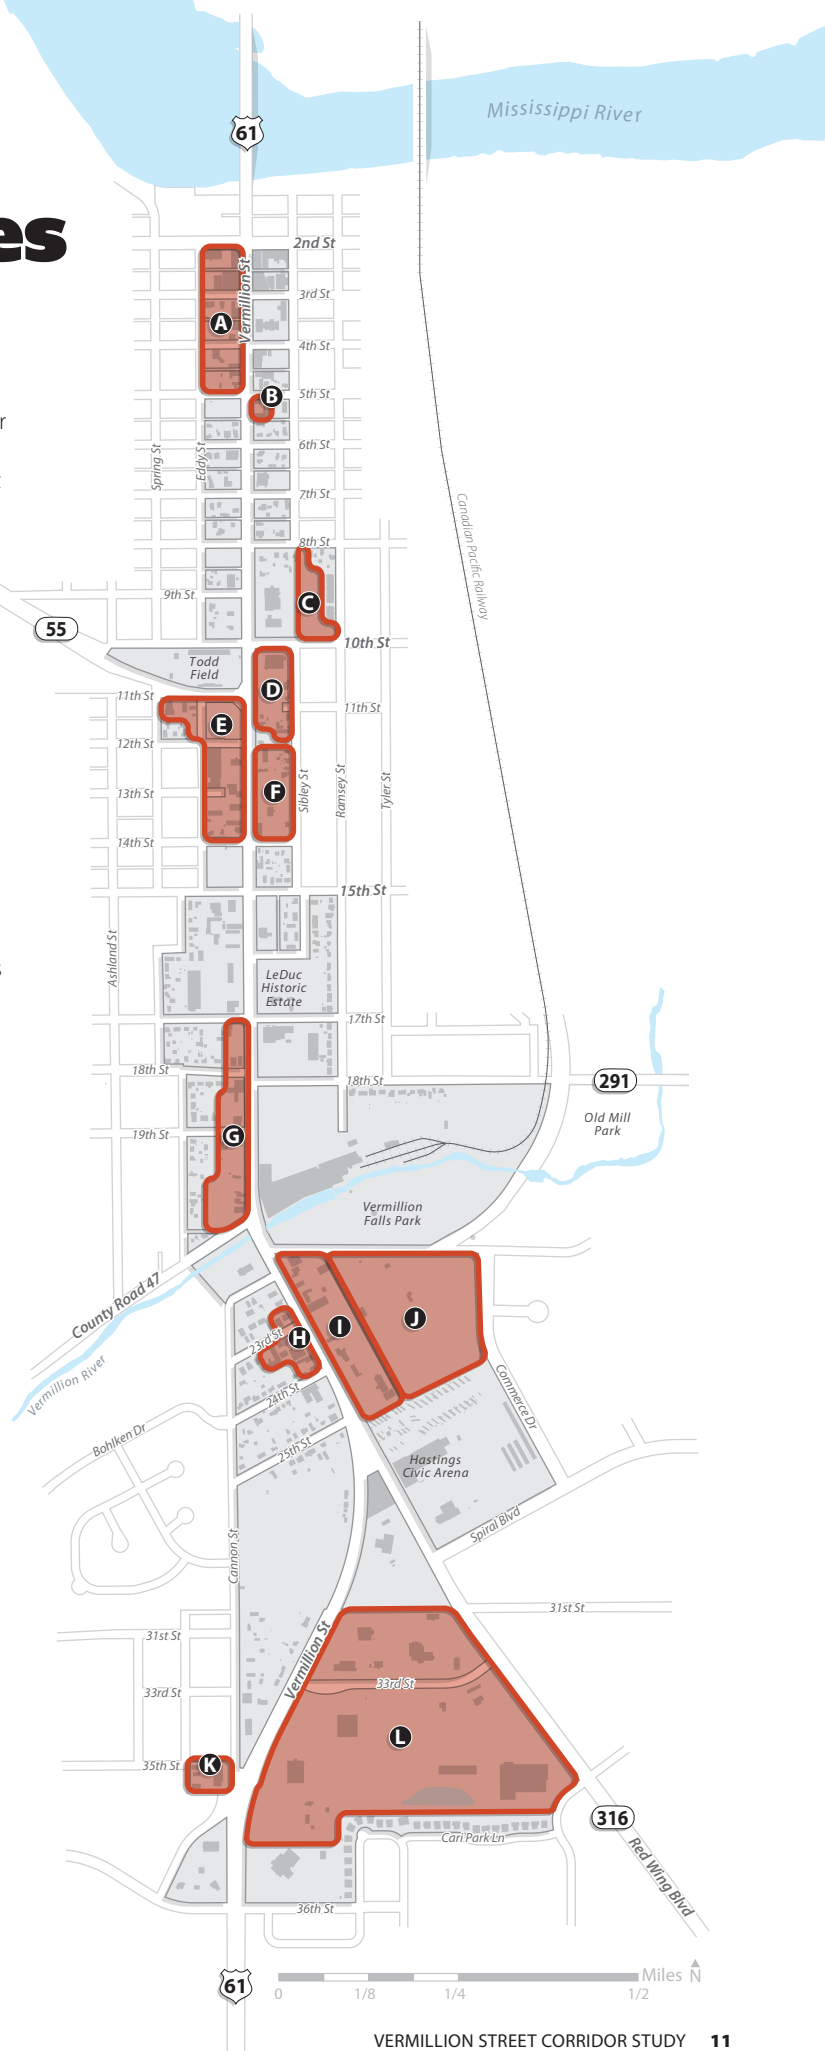 Mississippi River
61
es
2nd St
Vermillion St
3rd St
A
4th St
B
5th St
r
6th St
Spring St
Eddy St
7th St
Canadian Pacific Railway
8th St
9th St
C
55
10th St
Todd
Field
D
11th St
11th St
E
12th St
F
13th St
Sibley St
Ramsey St
Tyler St
14th St
15th St
Ashland St
s
LeDuc
Historic
Estate
17th St
18th St
18th St
291
Old Mill
Park
19th St
G
Vermillion
Falls Park
County Road 47
J
I
H
23rd St
Vermillion River
24th St
Commerce Dr
Bohlken Dr
25th St
Hastings
Civic Arena
Spiral Blvd
Cannon St
31st St
31st St
Vermillion St
33rd St
33rd St
L
35th St
K
316
Cari Park Ln
Red Wing Blvd
36th St
61
Miles
N
0
1/8
1/4
1/2
VERMILLION STREET CORRIDOR STUDY 11